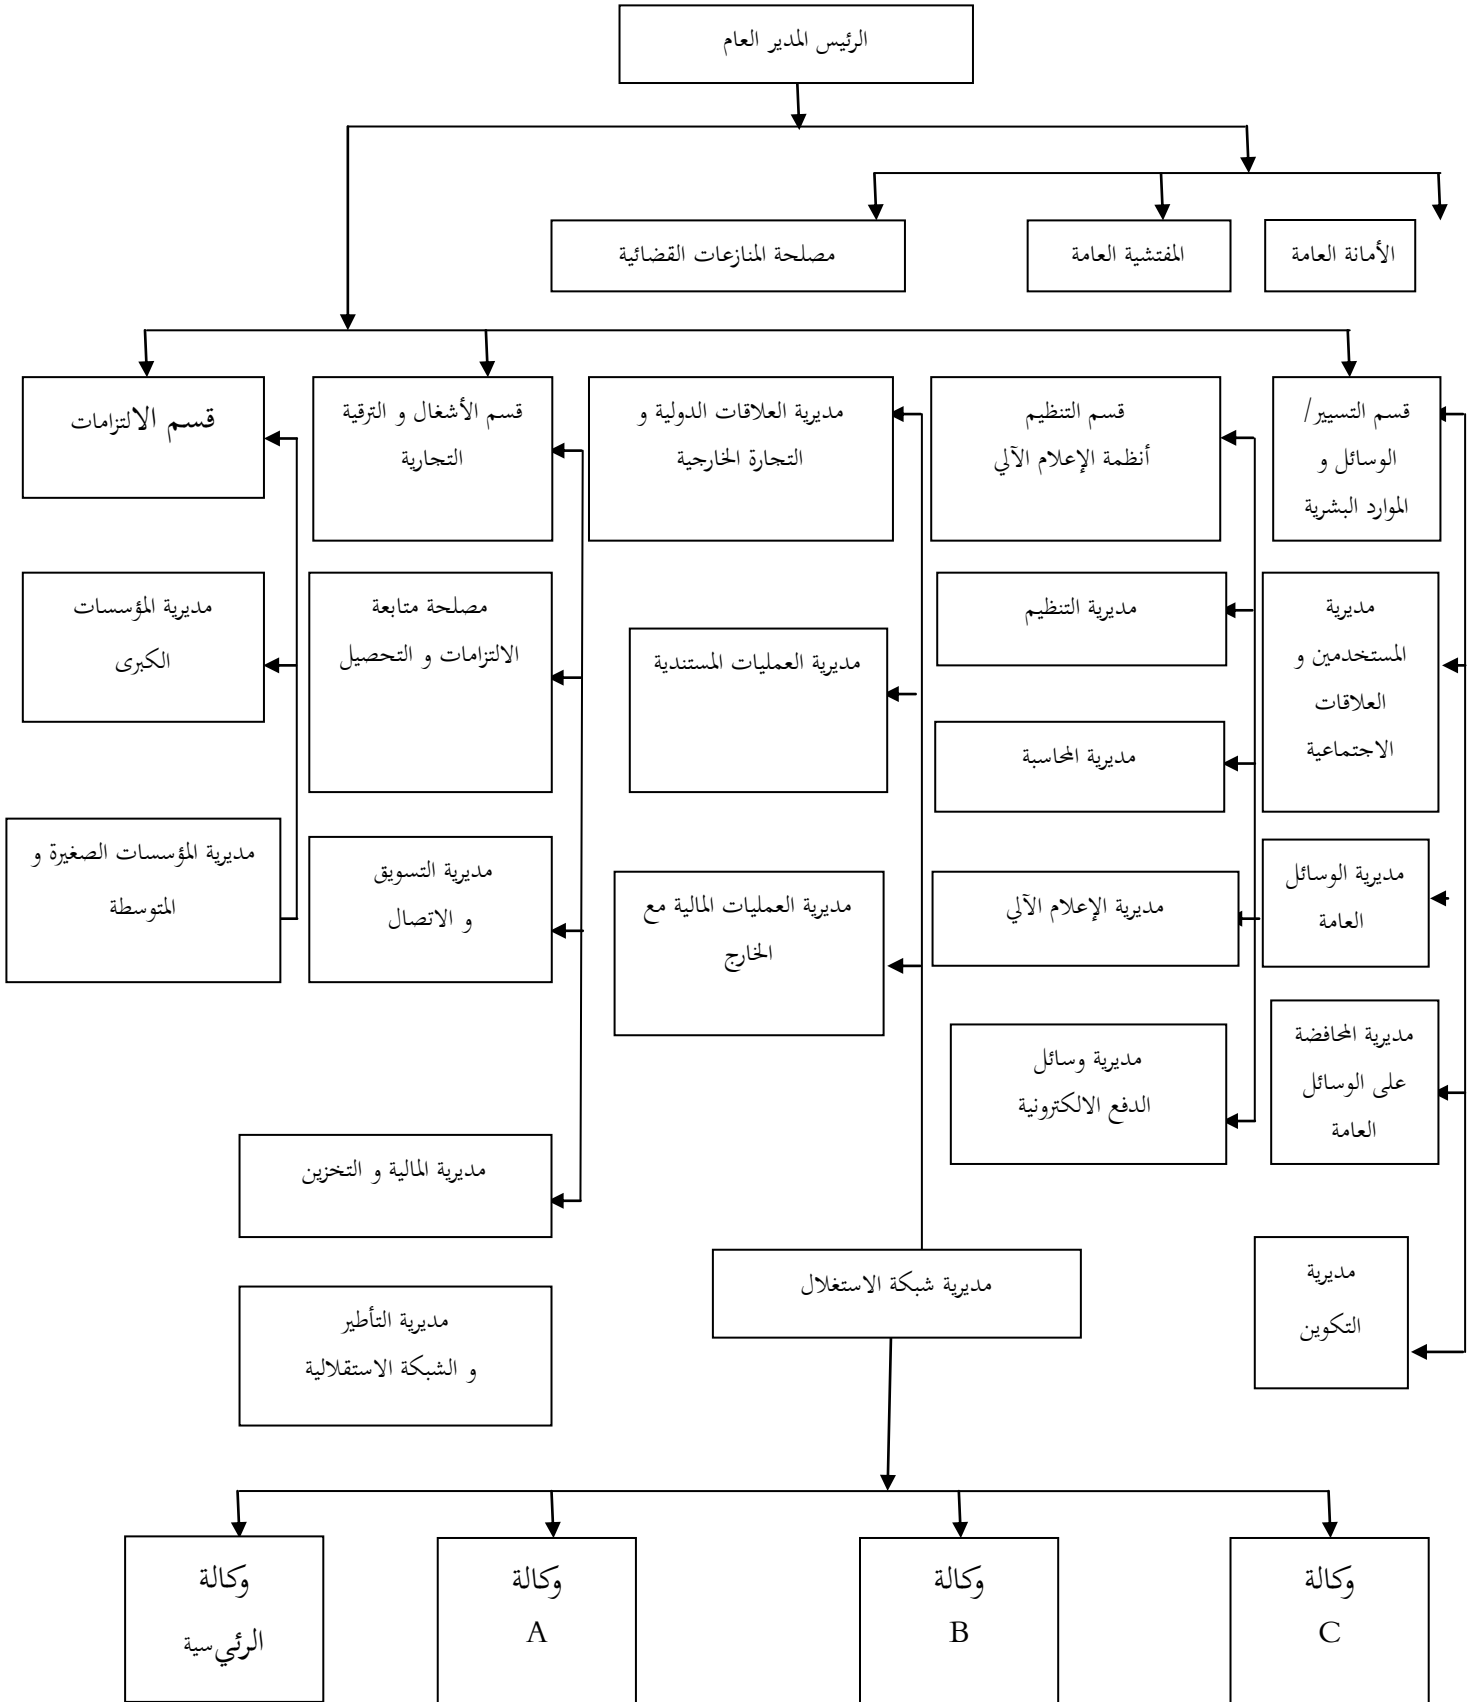 الرئيس المدير العام
الأمانة العامة
المفتشية العامة
مصلحة المنازعات القضائية
قسم التسيير/
الوسائل و
الموارد البشرية
قسم التنظيم
أنظمة الإعلام الآلي
مديرية العلاقات الدولية و
التجارة الخارجية
قسم الأشغال و الترقية
التجارية
قسم الالتزامات
مديرية
المستخدمين و
العلاقات
الاجتماعية
مديرية التنظيم
مديرية العمليات المستندية
مصلحة متابعة
الالتزامات و التحصيل
مديرية المؤسسات
الكبرى
مديرية المحاسبة
مديرية الوسائل
العامة
مديرية الإعلام الآلي
مديرية العمليات المالية مع
الخارج
مديرية التسويق
و الاتصال
مديرية المؤسسات الصغيرة و
المتوسطة
مديرية المحافضة
على الوسائل
العامة
مديرية وسائل
الدفع الالكترونية
مديرية المالية و التخزين
مديرية
التكوين
مديرية شبكة الاستغلال
مديرية التأطير
و الشبكة الاستقلالية
وكالة
C
وكالة
B
وكالة
A
وكالة
الرئيسية